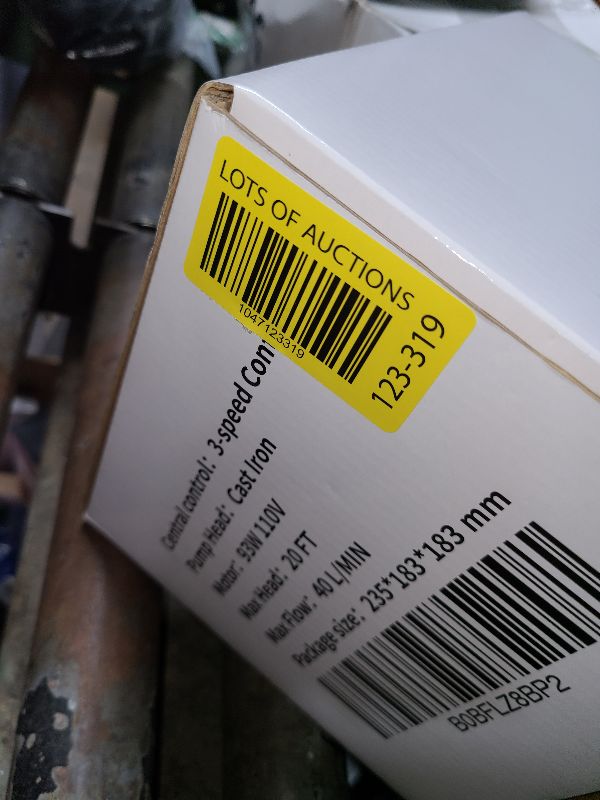 LOTS OF AUCTIONS
1047123319
123-319
Central control: 3-speed Con
Pump Head: Cast Iron
Motor: 93W 110V
Max Head: 20 FT
Max Flow: 40 L/MIN
Package size: 235*183*183 mm
B0BFLZ8BP2